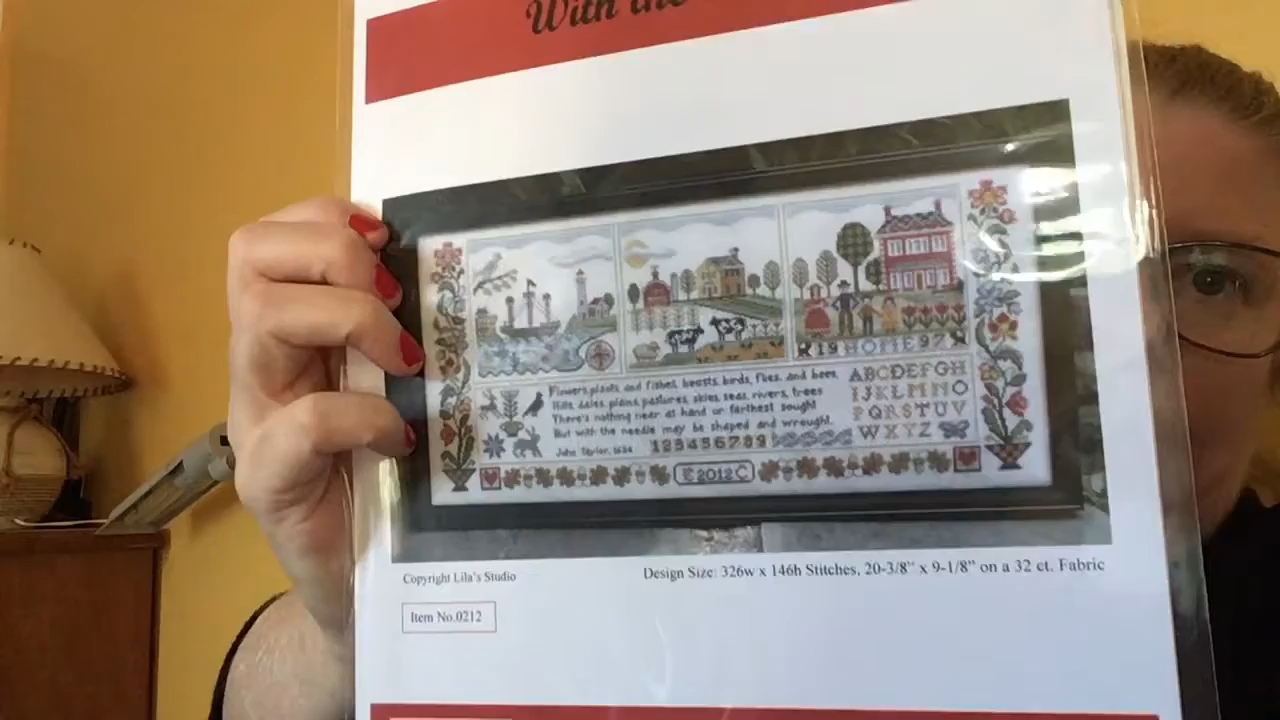 With the
19 HOME 97
Flowers, plants and fishes, beasts, birds, flies, and bees,
Hills, dales, plains, pastures, skies, seas, rivers, trees
There's nothing near at hand or farthest sought
But with the needle may be shaped and wrought.
John Taylor, 1634
123456789
ABCDEFGH
IJKLMNO
PQRSTUV
WXYZ
2012
Copyright Lila's Studio
Design Size: 326w x 146h Stitches, 20-3/8" x 9-1/8" on a 32 ct. Fabric
Item No.0212